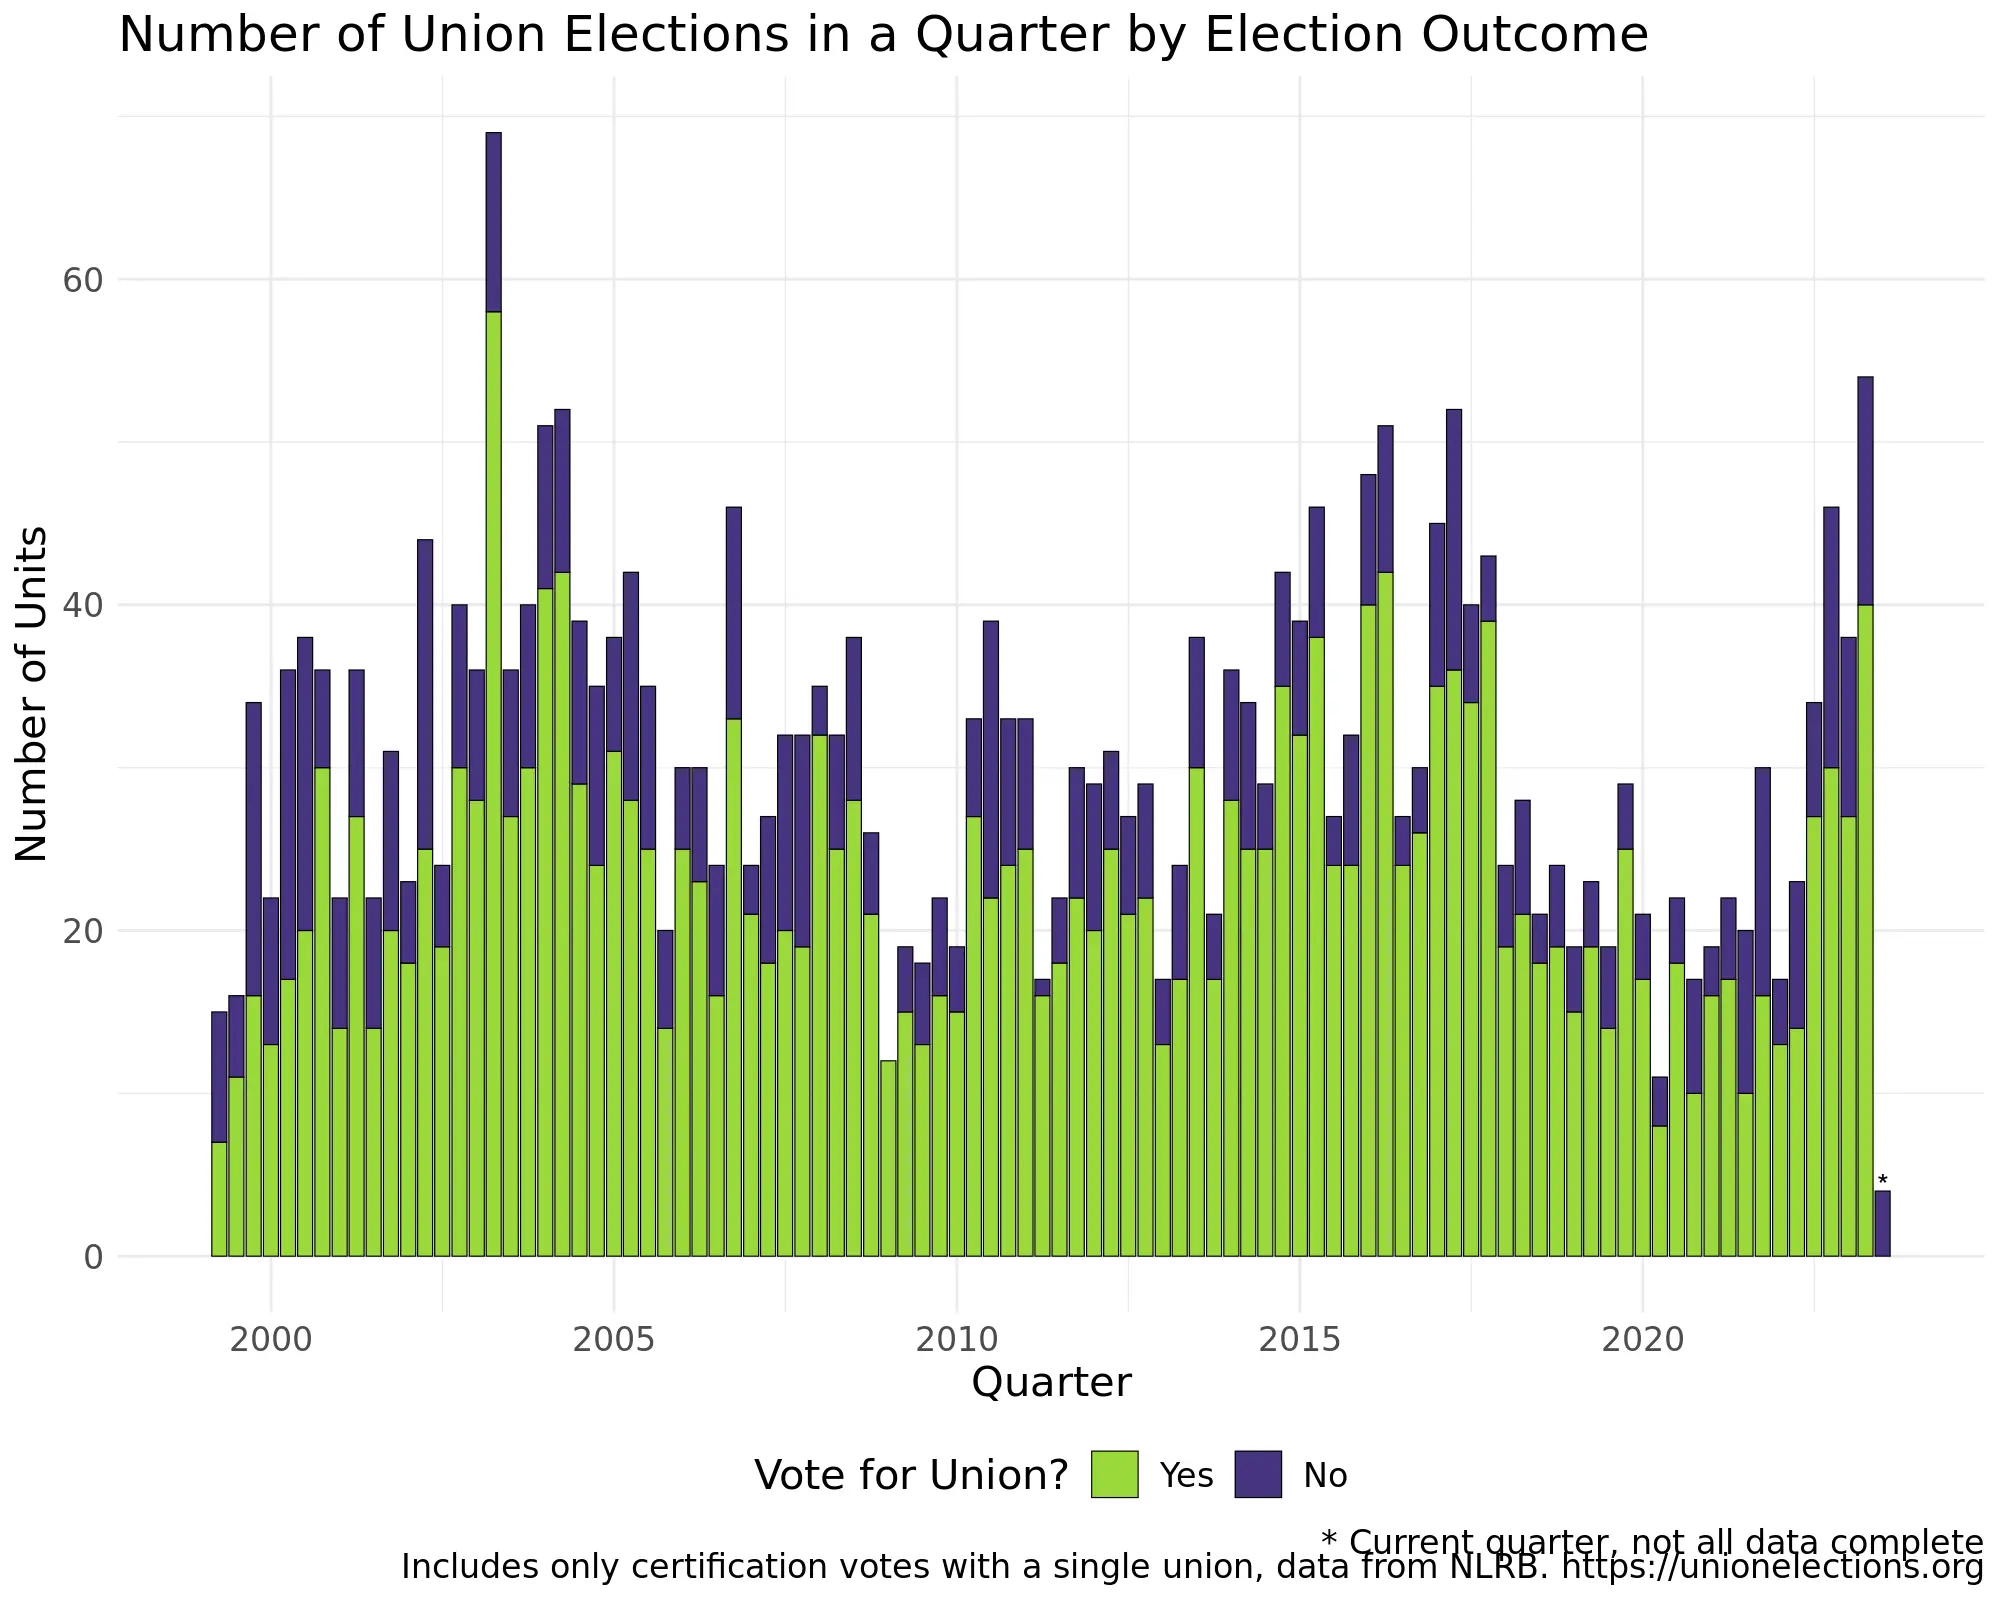 Number of Union Elections in a Quarter by Election Outcome
Number of Units
60
40
20
0
*
2000 2005 2010 2015 2020
Quarter
Vote for Union? Yes No
* Current quarter, not all data complete
Includes only certification votes with a single union, data from NLRB. https://unionelections.org